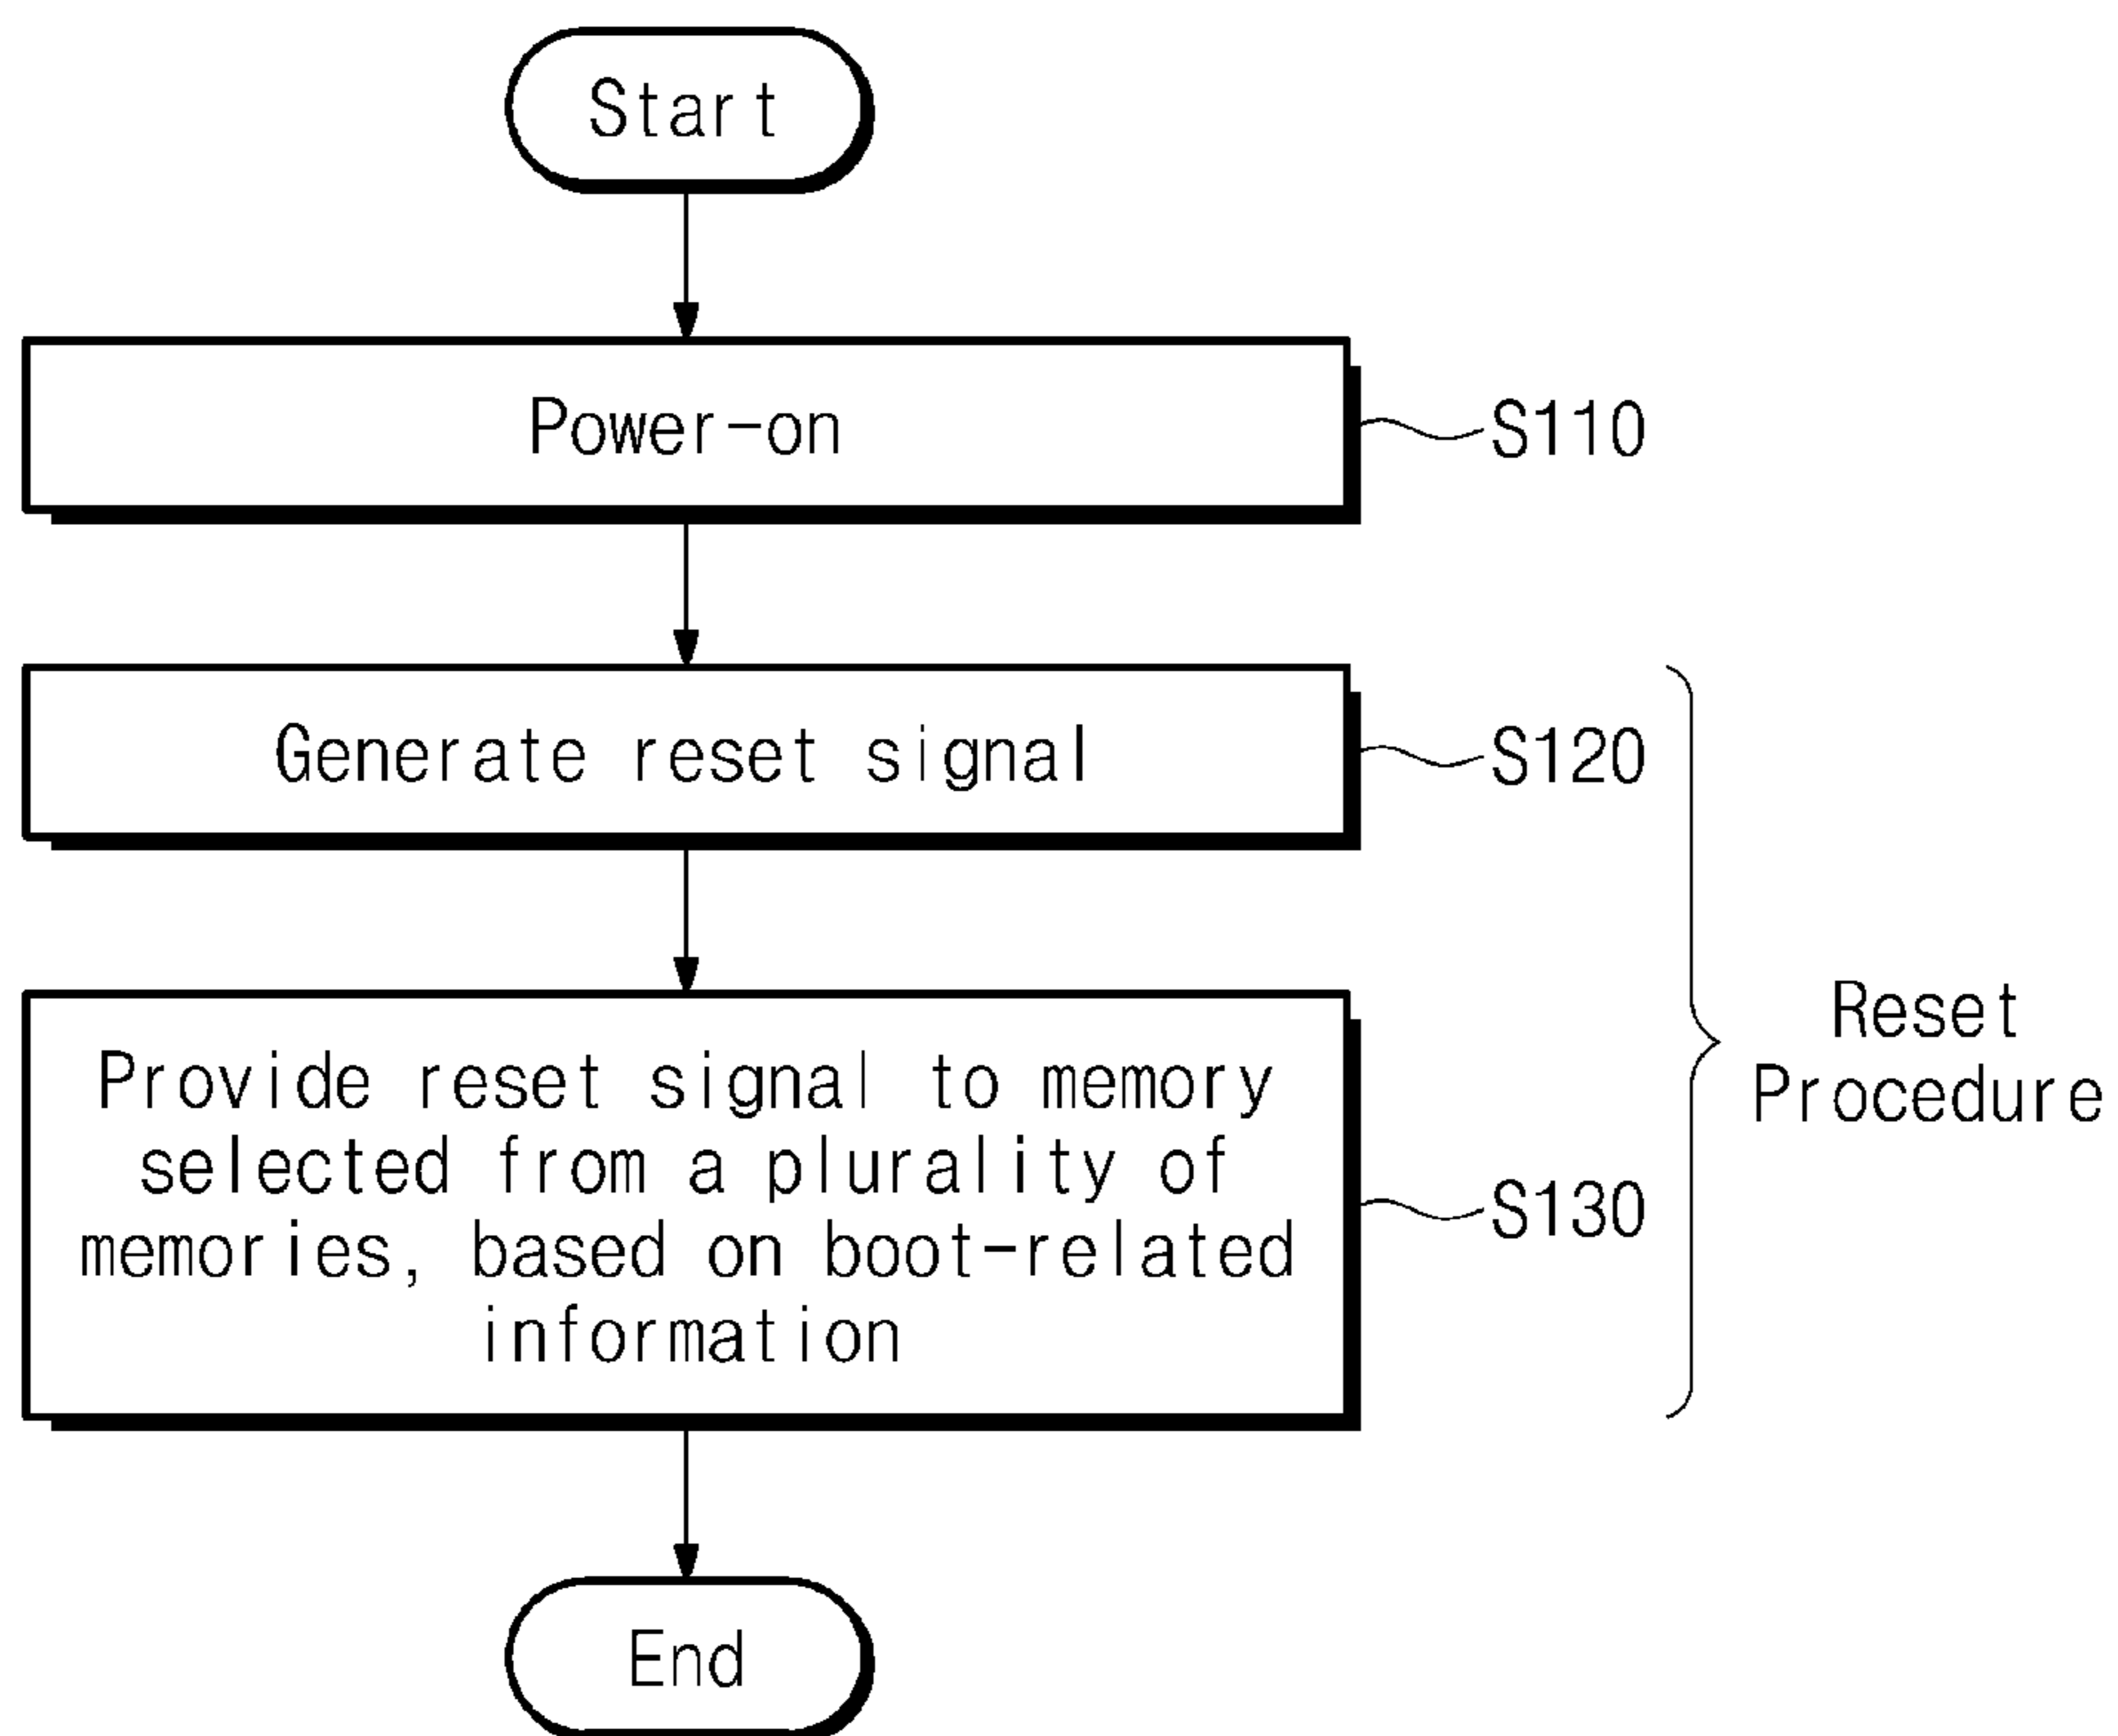 Start
Power-on
S110
Generate reset signal
S120
Provide reset signal to memory
selected from a plurality of
memories, based on boot-related
information
S130
Reset
Procedure
End